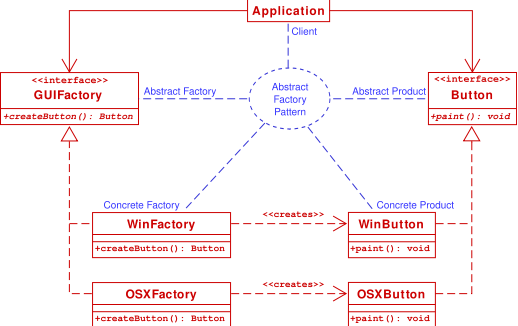 Application
Client
<<interface>>
GUIFactory
+createButton(): Button
Abstract Factory
Abstract
Factory
Pattern
Abstract Product
<<interface>>
Button
+paint(): void
Concrete Factory
Concrete Product
WinFactory
+createButton(): Button
<<creates>>
WinButton
+paint(): void
OSXFactory
+createButton(): Button
<<creates>>
OSXButton
+paint(): void